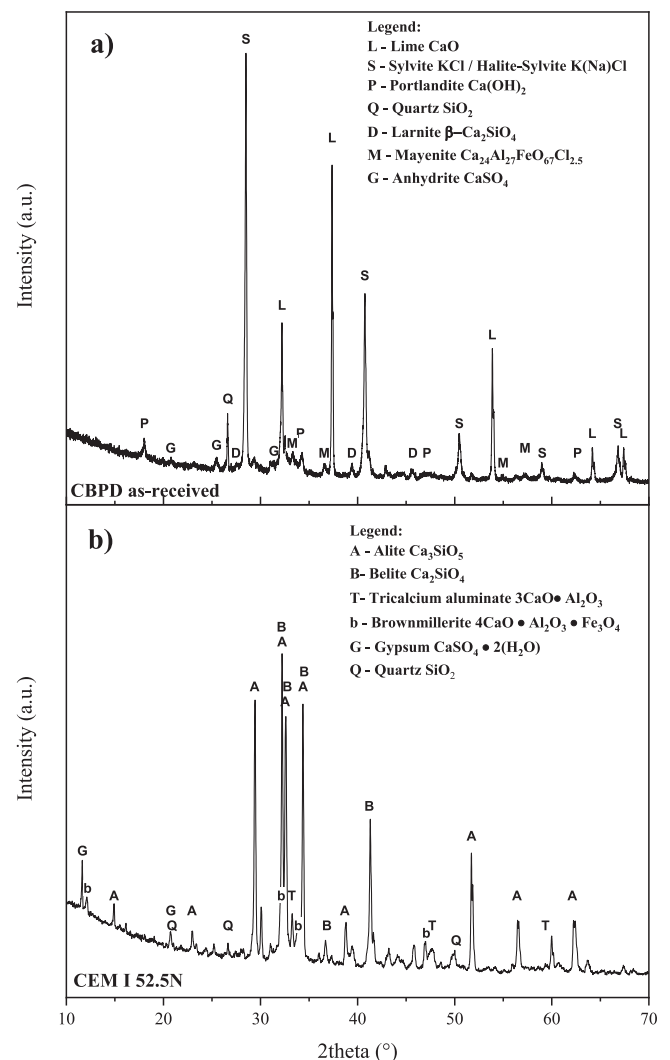 a)
Legend:
L - Lime CaO
S - Sylvite KCl / Halite-Sylvite K(Na)Cl
P - Portlandite Ca(OH)₂
Q - Quartz SiO₂
D - Larnite β–Ca₂SiO₄
M - Mayenite Ca₂₄Al₂₇FeO₆₇Cl₂.₅
G - Anhydrite CaSO₄
Intensity (a.u.)
S
L
S
L
L
Q
P
G
G
D
G
M
P
M
D
D
P
S
M
M
S
P
L
S
L
CBPD as-received
b)
Legend:
A - Alite Ca₃SiO₅
B- Belite Ca₂SiO₄
T- Tricalcium aluminate 3CaO● Al₂O₃
b - Brownmillerite 4CaO ● Al₂O₃ ● Fe₃O₄
G - Gypsum CaSO₄ ● 2(H₂O)
Q - Quartz SiO₂
Intensity (a.u.)
B
A
A
B
A
B
A
B
A
G
b
A
G
Q
A
Q
b
T
b
B
A
b
T
Q
A
T
A
CEM I 52.5N
10 20 30 40 50 60 70
2theta (°)